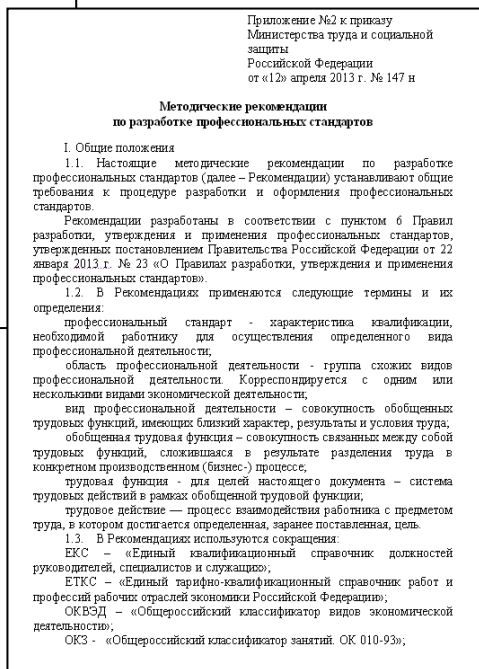 Приложение №2 к приказу
Министерства труда и социальной
защиты
Российской Федерации
от «12» апреля 2013 г. № 147 н
Методические рекомендации
по разработке профессиональных стандартов
I. Общие положения
1.1. Настоящие методические рекомендации по разработке
профессиональных стандартов (далее – Рекомендации) устанавливают общие
требования к процедуре разработки и оформления профессиональных
стандартов.
Рекомендации разработаны в соответствии с пунктом 6 Правил
разработки, утверждения и применения профессиональных стандартов,
утвержденных постановлением Правительства Российской Федерации от 22
января 2013 г. № 23 «О Правилах разработки, утверждения и применения
профессиональных стандартов».
1.2. В Рекомендациях применяются следующие термины и их
определения:
профессиональный стандарт - характеристика квалификации,
необходимой работнику для осуществления определенного вида
профессиональной деятельности;
область профессиональной деятельности - группа схожих видов
профессиональной деятельности. Корреспондируется с одним или
несколькими видами экономической деятельности;
вид профессиональной деятельности – совокупность обобщенных
трудовых функций, имеющих близкий характер, результаты и условия труда;
обобщенная трудовая функция – совокупность связанных между собой
трудовых функций, сложившаяся в результате разделения труда в
конкретном производственном (бизнес-) процессе;
трудовая функция - для целей настоящего документа – система
трудовых действий в рамках обобщенной трудовой функции;
трудовое действие — процесс взаимодействия работника с предметом
труда, в котором достигается определенная, заранее поставленная, цель.
1.3. В Рекомендациях используются сокращения:
ЕКС – «Единый квалификационный справочник должностей
руководителей, специалистов и служащих»;
ЕТКС – «Единый тарифно-квалификационный справочник работ и
профессий рабочих отраслей экономики Российской Федерации»;
ОКВЭД – «Общероссийский классификатор видов экономической
деятельности»;
ОКЗ - «Общероссийский классификатор занятий. ОК 010-93»;